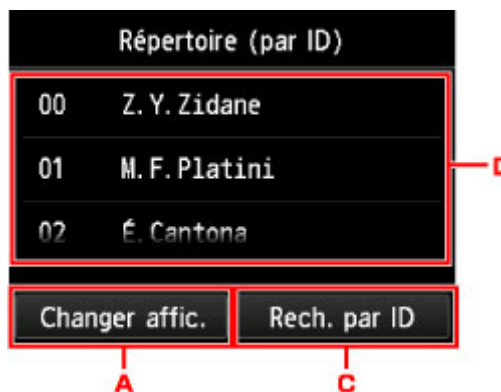 Répertoire (par ID)
00 Z. Y. Zidane
01 M. F. Platini
02 É. Cantona
Changer affic.
Rech. par ID
A
C